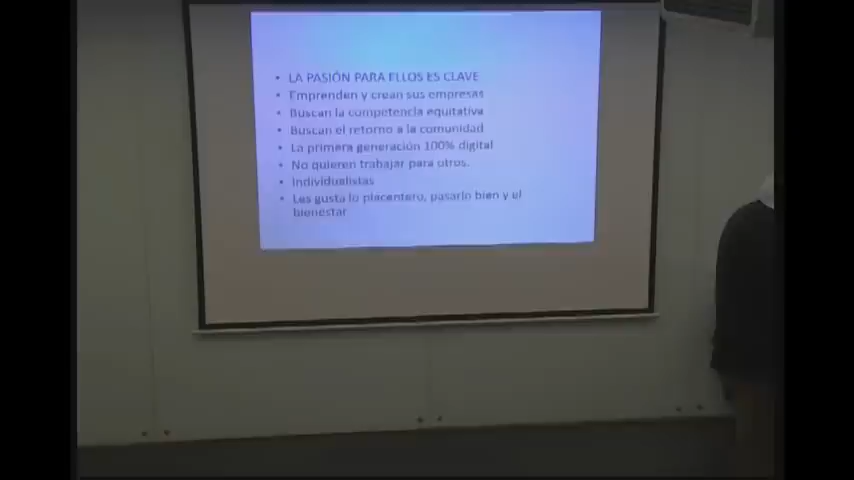 • LA PASIÓN PARA ELLOS ES CLAVE
• Emprenden y crean sus empresas
• Buscan la competencia equitativa
• Buscan el retorno a la comunidad
• La primera generación 100% digital
• No quieren trabajar para otros.
• Individualistas
• Les gusta lo placentero, pasarlo bien y el
bienestar